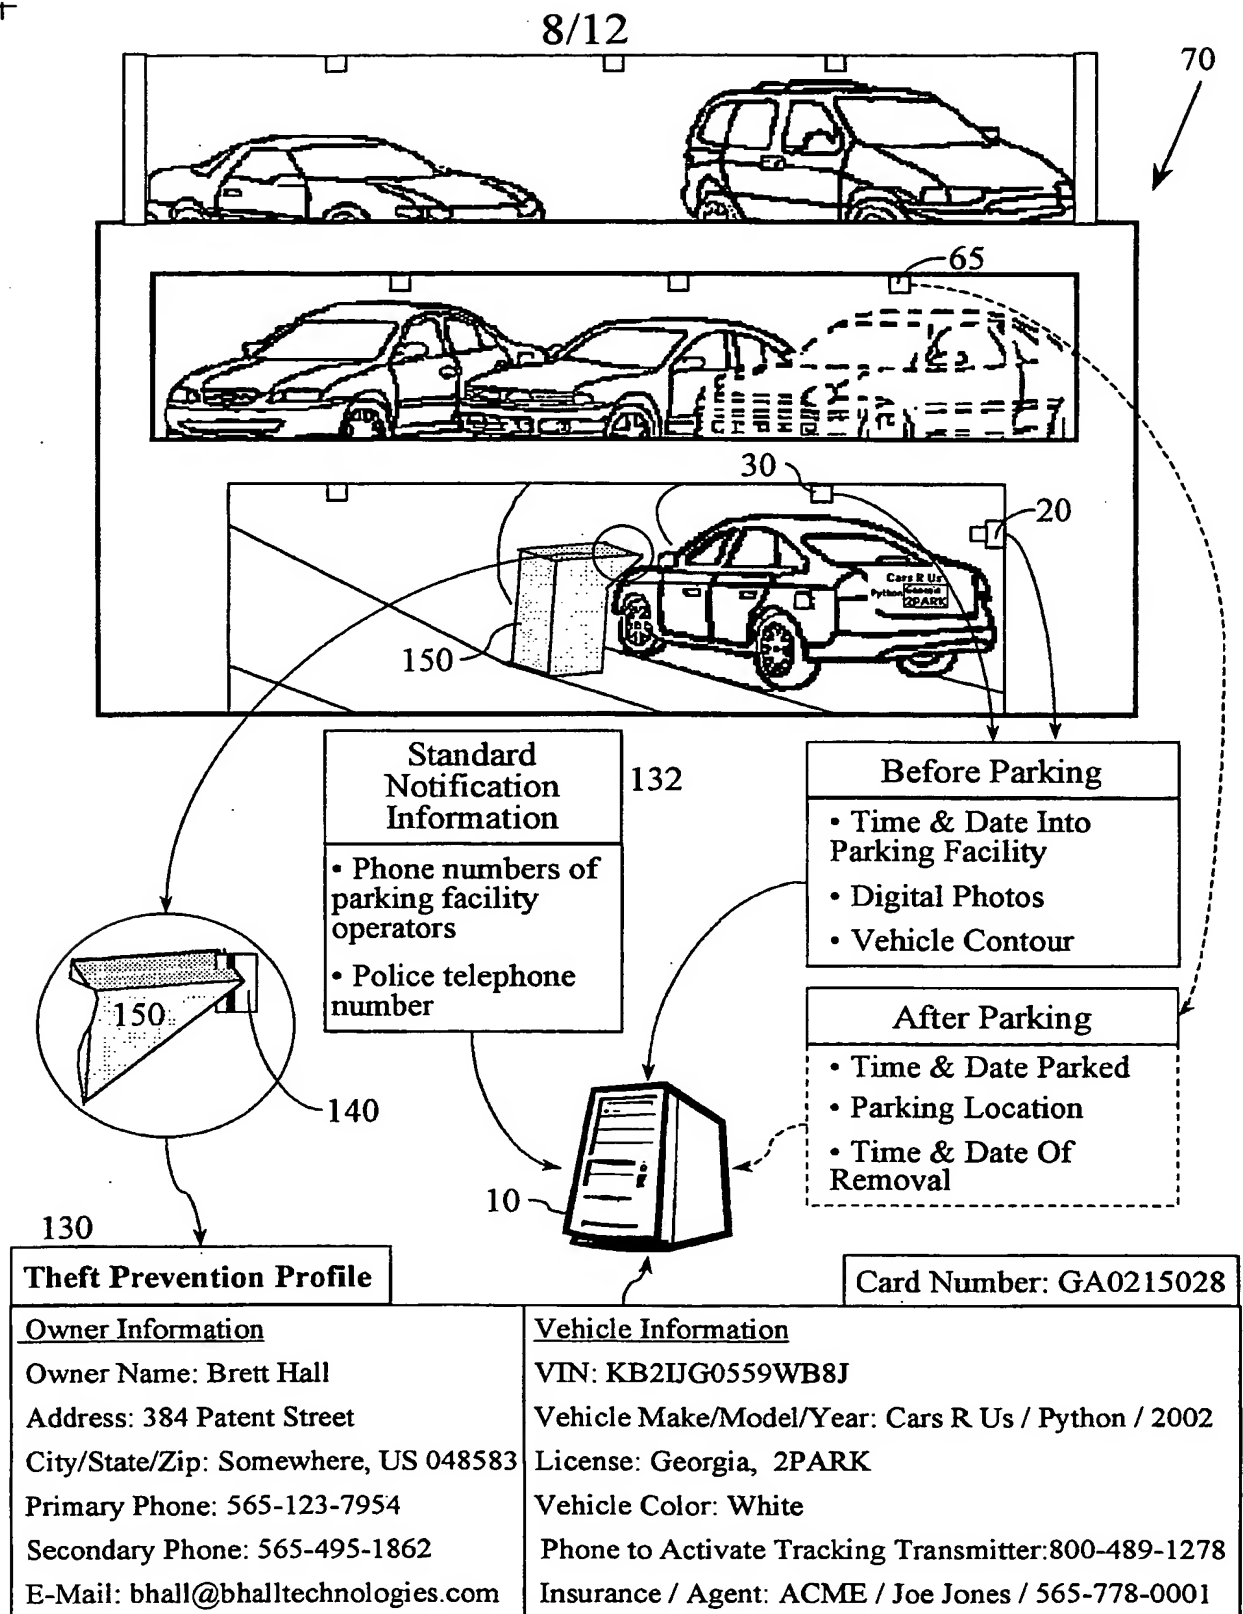 8/12
70
65
30
20
Cars R Us
Python Georgia
2PARK
150
Standard
Notification
Information
132
• Phone numbers of
parking facility
operators
• Police telephone
number
Before Parking
• Time & Date Into
Parking Facility
• Digital Photos
• Vehicle Contour
After Parking
• Time & Date Parked
• Parking Location
• Time & Date Of
Removal
150
140
10
130
Theft Prevention Profile
Card Number: GA0215028
Owner Information
Owner Name: Brett Hall
Address: 384 Patent Street
City/State/Zip: Somewhere, US 048583
Primary Phone: 565-123-7954
Secondary Phone: 565-495-1862
E-Mail: bhall@bhalltechnologies.com
Vehicle Information
VIN: KB2IJG0559WB8J
Vehicle Make/Model/Year: Cars R Us / Python / 2002
License: Georgia, 2PARK
Vehicle Color: White
Phone to Activate Tracking Transmitter:800-489-1278
Insurance / Agent: ACME / Joe Jones / 565-778-0001